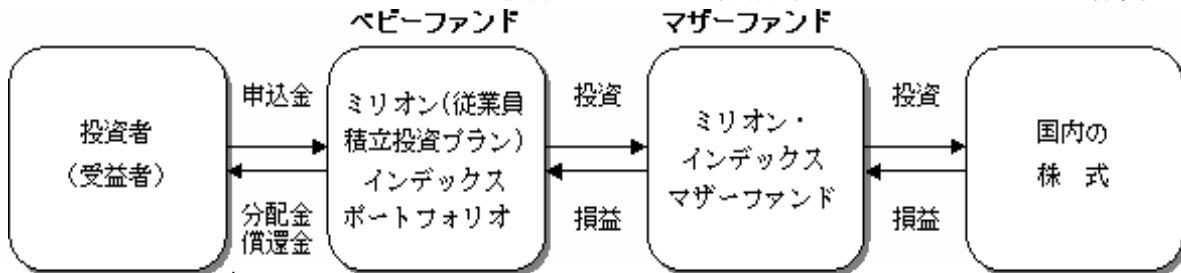 ベビーファンド
マザーファンド
投資者
(受益者)
申込金
分配金
償還金
ミリオン(従業員
積立投資プラン)
インデックス
ポートフォリオ
投資
損益
ミリオン・
インデックス
マザーファンド
投資
損益
国内の
株 式